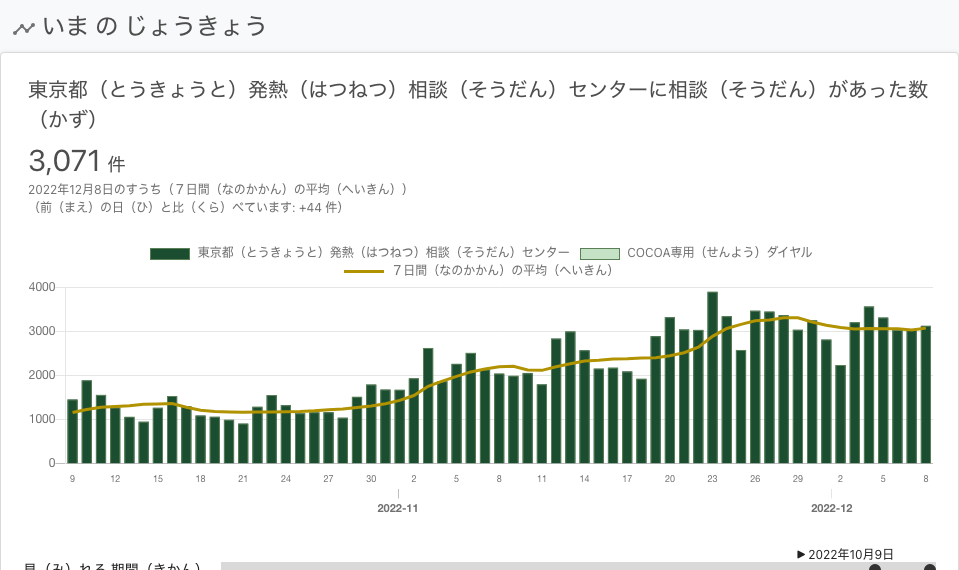 いま の じょうきょう
東京都（とうきょうと）発熱（はつねつ）相談（そうだん）センターに相談（そうだん）があった数
（かず）
3,071 件
2022年12月8日のすうち（７日間（なのかかん）の平均（へいきん））
（前（まえ）の日（ひ）と比（くら）べています: +44 件）
東京都（とうきょうと）発熱（はつねつ）相談（そうだん）センター COCOA専用（せんよう）ダイヤル
７日間（なのかかん）の平均（へいきん）
4000
3000
2000
1000
0
9 12 15 18 21 24 27 30 2 5 8 11 14 17 20 23 26 29 2 5 8
2022-11 2022-12
▶ 2022年10月9日
見（み）れる 期間（きかん）